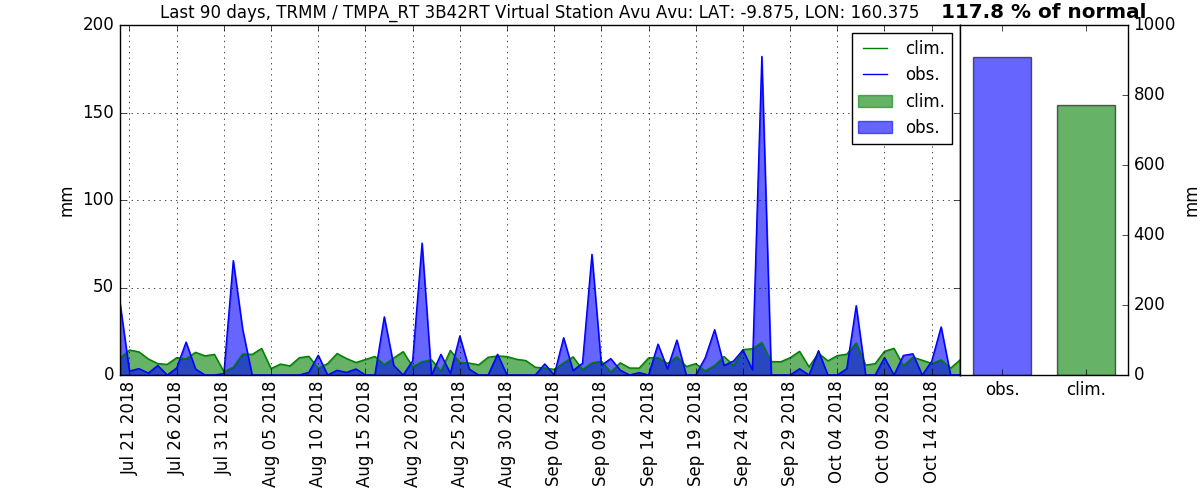 Last 90 days, TRMM / TMPA_RT 3B42RT Virtual Station Avu Avu: LAT: -9.875, LON: 160.375
117.8 % of normal
200
150
100
50
0
mm
clim.
obs.
clim.
obs.
1000
800
600
400
200
0
mm
obs.
clim.
Jul 21 2018
Jul 26 2018
Jul 31 2018
Aug 05 2018
Aug 10 2018
Aug 15 2018
Aug 20 2018
Aug 25 2018
Aug 30 2018
Sep 04 2018
Sep 09 2018
Sep 14 2018
Sep 19 2018
Sep 24 2018
Sep 29 2018
Oct 04 2018
Oct 09 2018
Oct 14 2018